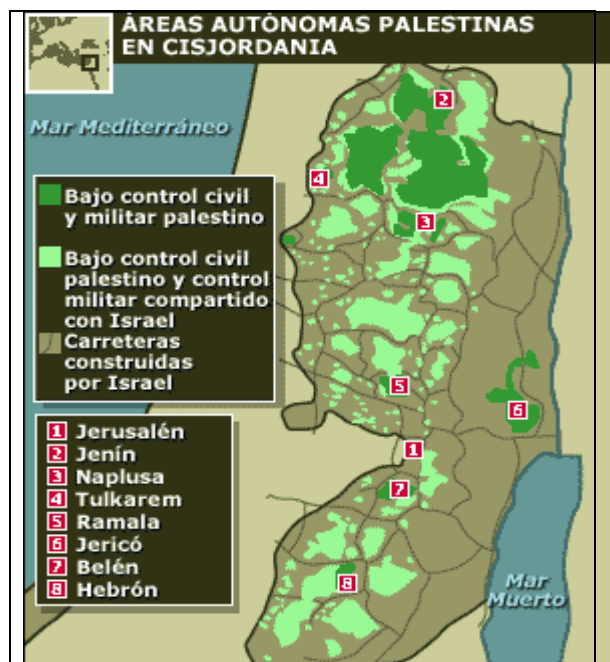 ÁREAS AUTÓNOMAS PALESTINAS
EN CISJORDANIA
Mar Mediterráneo
Bajo control civil
y militar palestino
Bajo control civil
palestino y control
militar compartido
con Israel
Carreteras
construidas
por Israel
1 Jerusalén
2 Jenín
3 Naplusa
4 Tulkarem
5 Ramala
6 Jericó
7 Belén
8 Hebrón
2
4
3
5
6
1
7
8
Mar
Muerto